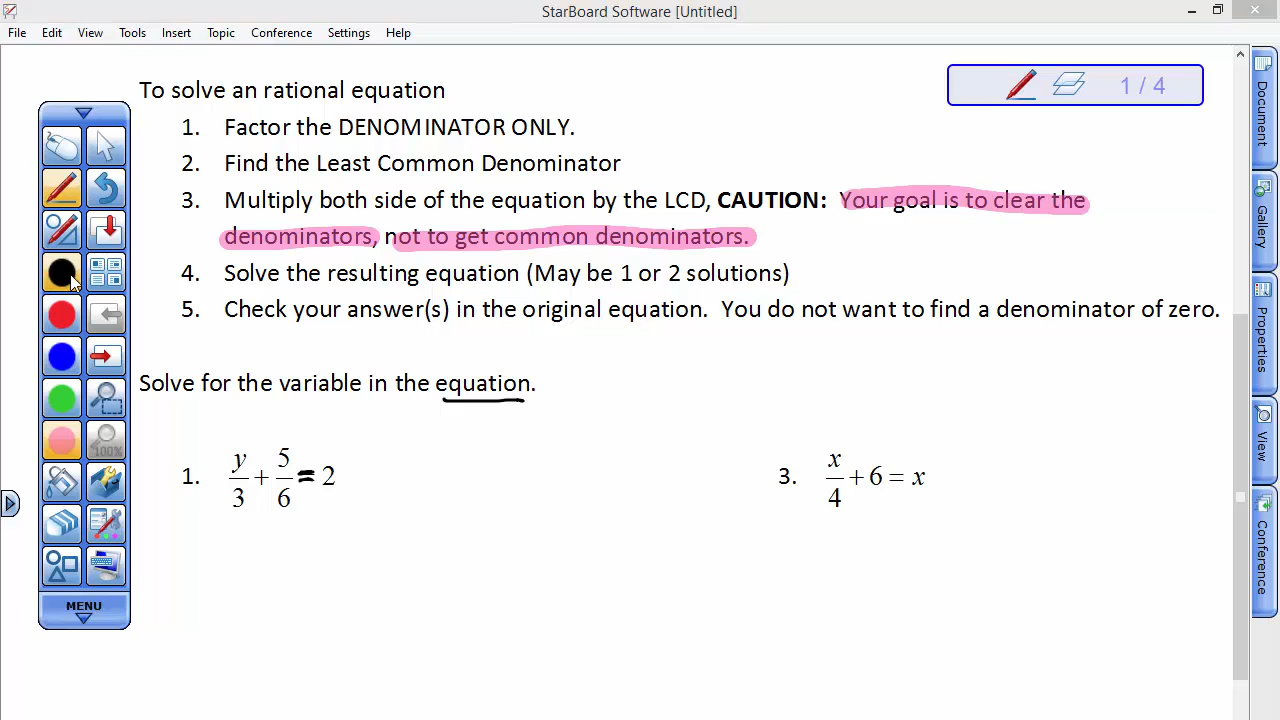 StarBoard Software [Untitled]
File Edit View Tools Insert Topic Conference Settings Help
To solve an rational equation
1 / 4
1. Factor the DENOMINATOR ONLY.
2. Find the Least Common Denominator
3. Multiply both side of the equation by the LCD, CAUTION: Your goal is to clear the
denominators, not to get common denominators.
4. Solve the resulting equation (May be 1 or 2 solutions)
5. Check your answer(s) in the original equation. You do not want to find a denominator of zero.
Solve for the variable in the equation.
1. y/3 + 5/6 = 2
3. x/4 + 6 = x
100%
MENU
Document
Gallery
Properties
View
Conference